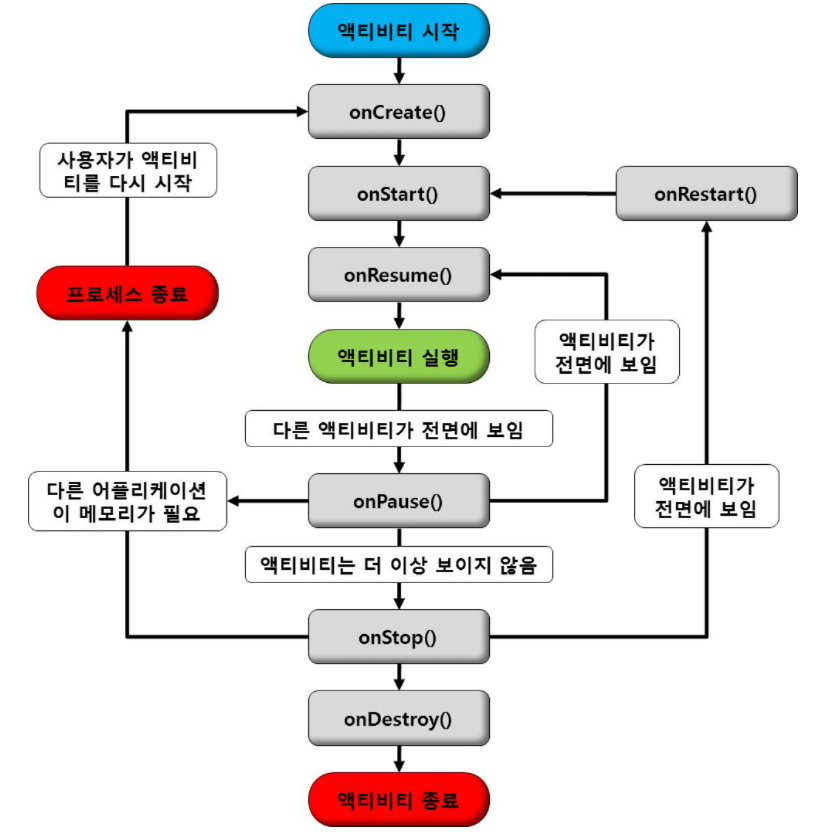 액티비티 시작
onCreate()
사용자가 액티비
티를 다시 시작
onStart()
onRestart()
onResume()
프로세스 종료
액티비티 실행
액티비티가
전면에 보임
다른 액티비티가 전면에 보임
다른 어플리케이션
이 메모리가 필요
onPause()
액티비티가
전면에 보임
액티비티는 더 이상 보이지 않음
onStop()
onDestroy()
액티비티 종료